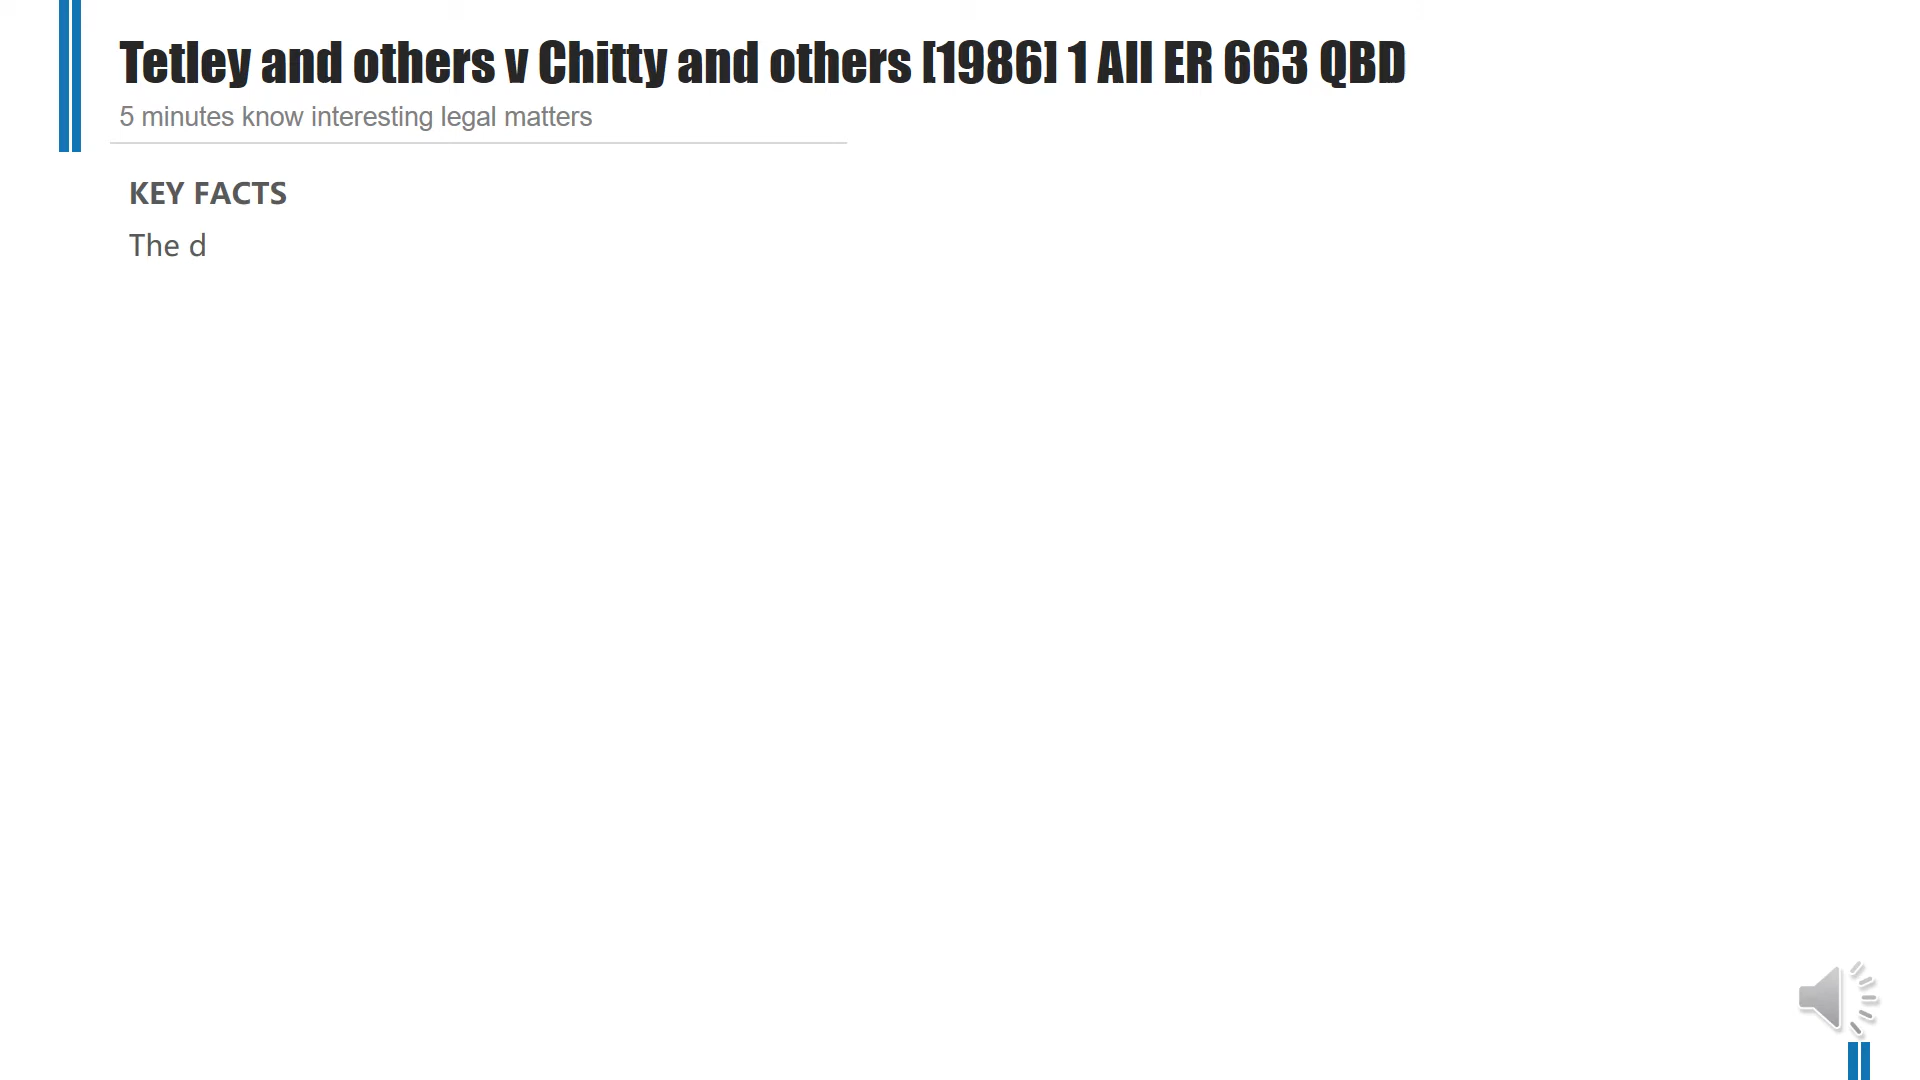 Tetley and others v Chitty and others [1986] 1 All ER 663 QBD
5 minutes know interesting legal matters
KEY FACTS
The d